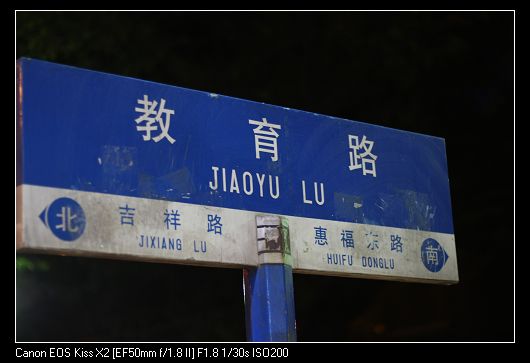 教育路
JIAOYU LU
北 吉祥路
JIXIANG LU
惠福东路 南
HUIFU DONGLU
Canon EOS Kiss X2 [EF50mm f/1.8 II] F1.8 1/30s ISO200